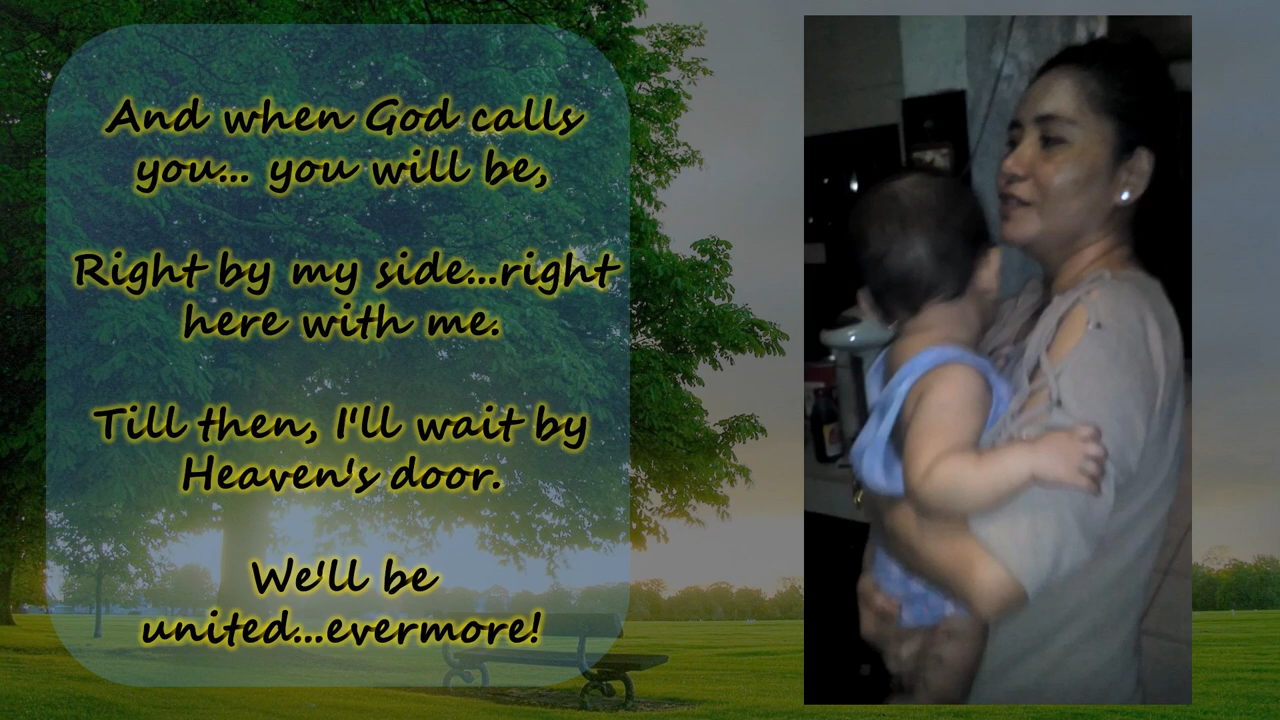 And when God calls
you... you will be,
Right by my side...right
here with me.
Till then, I'll wait by
Heaven's door.
We'll be
united...evermore!